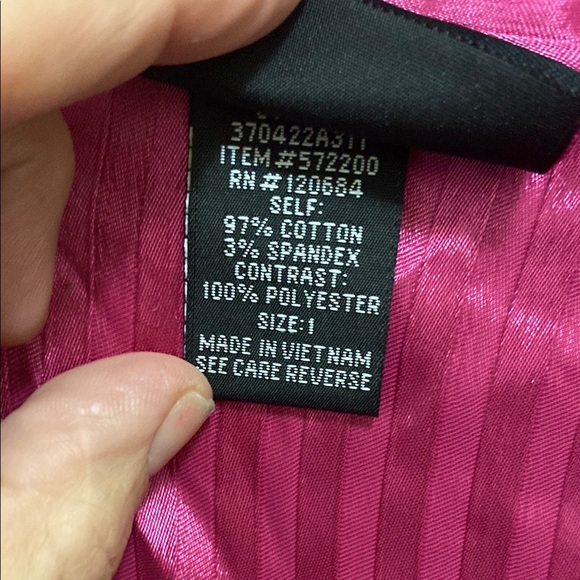 370422A311
ITEM #572200
RN # 120684
SELF:
97% COTTON
3% SPANDEX
CONTRAST:
100% POLYESTER
SIZE:1
MADE IN VIETNAM
SEE CARE REVERSE